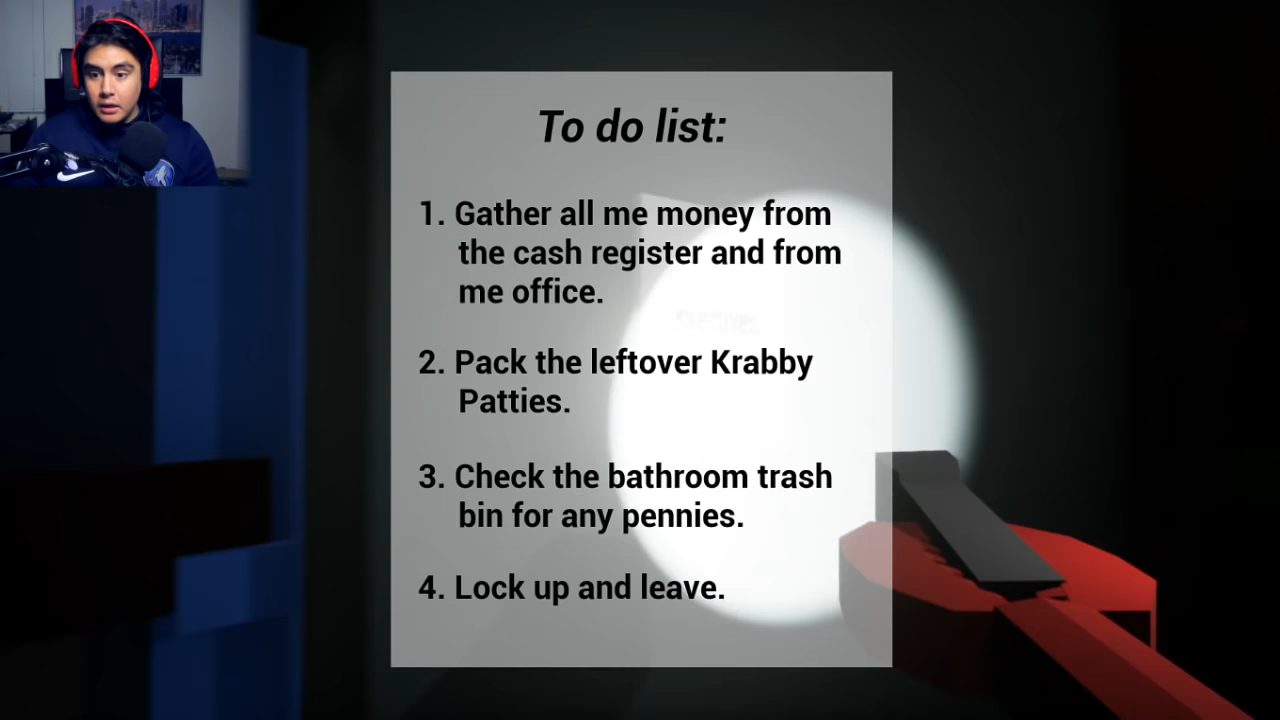 To do list:
1. Gather all me money from
the cash register and from
me office.
2. Pack the leftover Krabby
Patties.
3. Check the bathroom trash
bin for any pennies.
4. Lock up and leave.